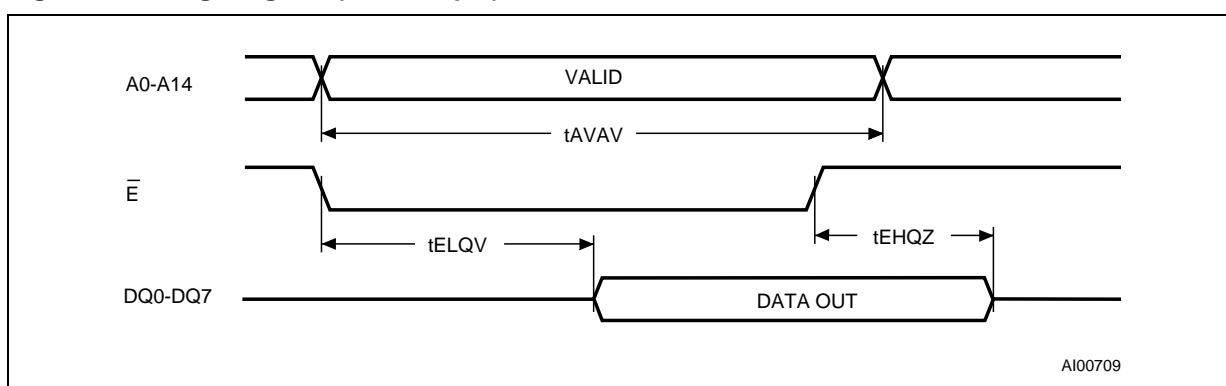 A0-A14
VALID
tAVAV
E̅
tELQV
tEHQZ
DQ0-DQ7
DATA OUT
AI00709